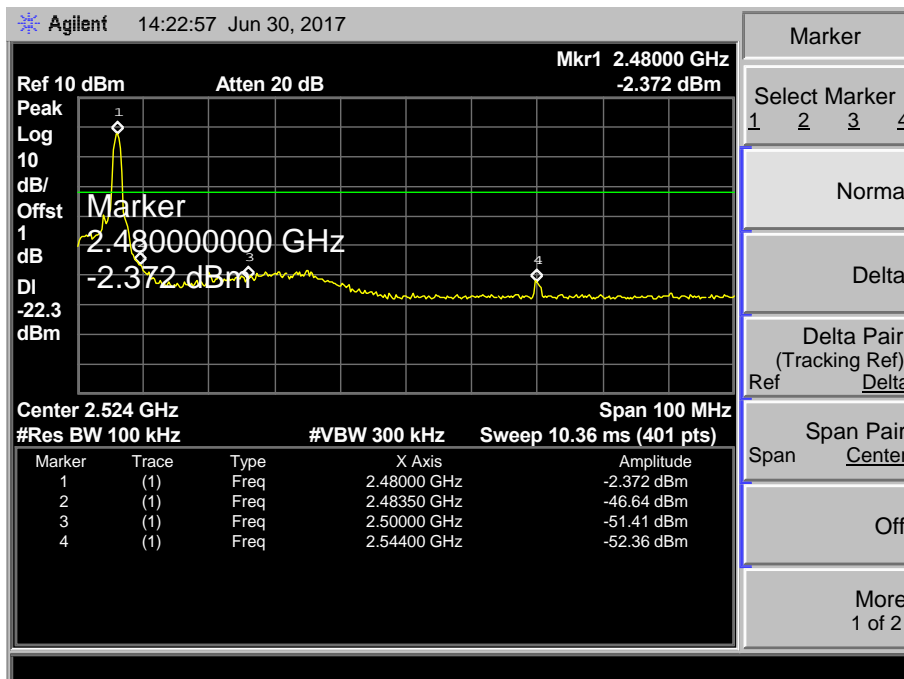 Agilent 14:22:57 Jun 30, 2017
Mkr1 2.48000 GHz
Ref 10 dBm Atten 20 dB -2.372 dBm
Peak
Log
10
dB/
Offst
1
dB
DI
-22.3
dBm
1
Marker
2.480000000 GHz
-2.372 dBm
3
4
Center 2.524 GHz Span 100 MHz
#Res BW 100 kHz #VBW 300 kHz Sweep 10.36 ms (401 pts)
Marker Trace Type X Axis Amplitude
1 (1) Freq 2.48000 GHz -2.372 dBm
2 (1) Freq 2.48350 GHz -46.64 dBm
3 (1) Freq 2.50000 GHz -51.41 dBm
4 (1) Freq 2.54400 GHz -52.36 dBm
Marker
Select Marker
1 2 3 4
Norma
Delta
Delta Pair
(Tracking Ref)
Ref Delta
Span Pair
Span Center
Off
More
1 of 2